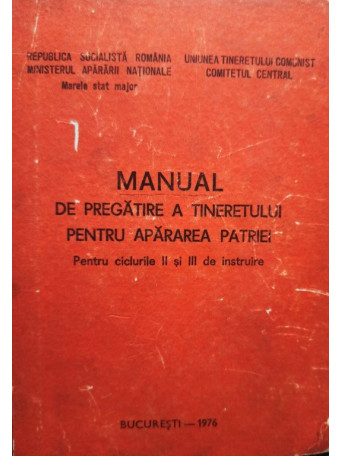 REPUBLICA SOCIALISTĂ ROMÂNIA
MINISTERUL APĂRĂRII NAȚIONALE
Marele stat major
UNIUNEA TINERETULUI COMUNIST
COMITETUL CENTRAL
MANUAL
DE PREGĂTIRE A TINERETULUI
PENTRU APĂRAREA PATRIEI
Pentru ciclurile II și III de instruire
BUCUREȘTI — 1976